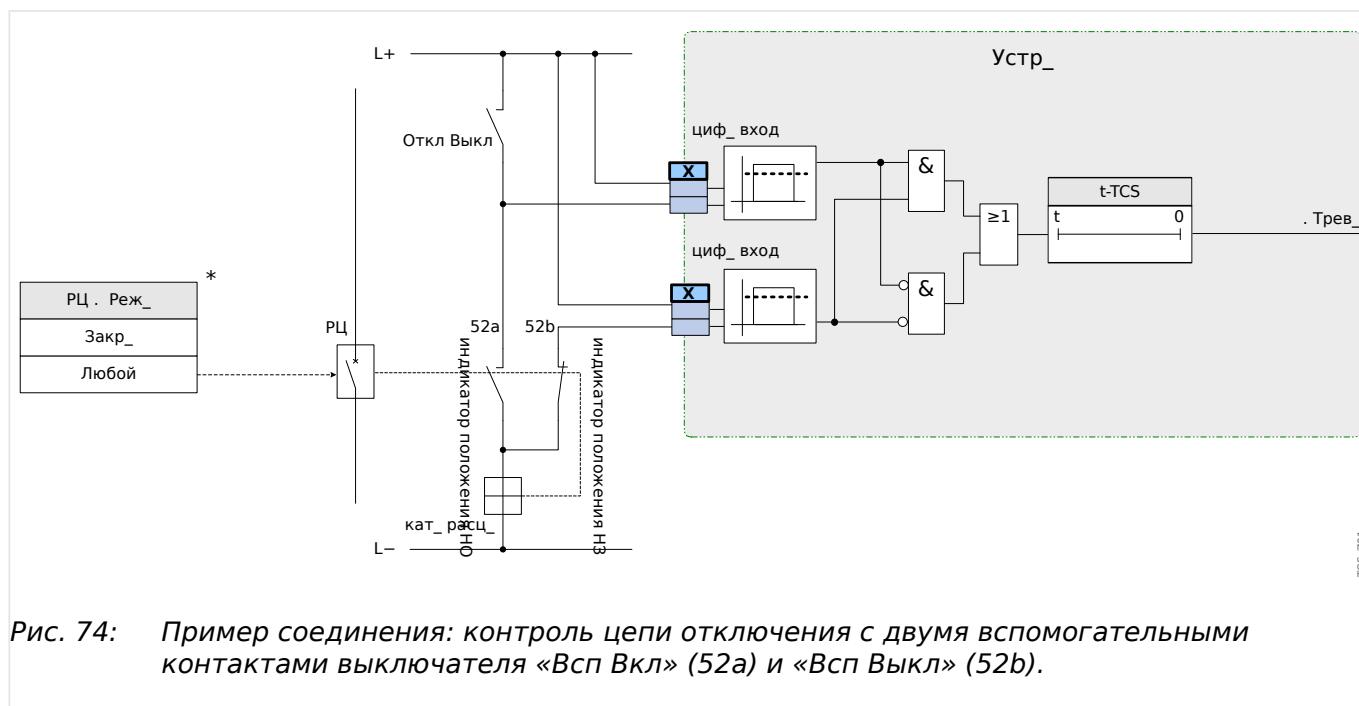 L+
Устр_
Откл Выкл
циф_ вход
X
&
t-TCS
≥1
t 0
. Трев_
циф_ вход
X
&
*
РЦ . Реж_
Закр_
Любой
РЦ
52a 52b
индикатор положения НО
индикатор положения НЗ
кат_ расц_
L−
Рис. 74: Пример соединения: контроль цепи отключения с двумя вспомогательными
контактами выключателя «Всп Вкл» (52a) и «Всп Выкл» (52b).